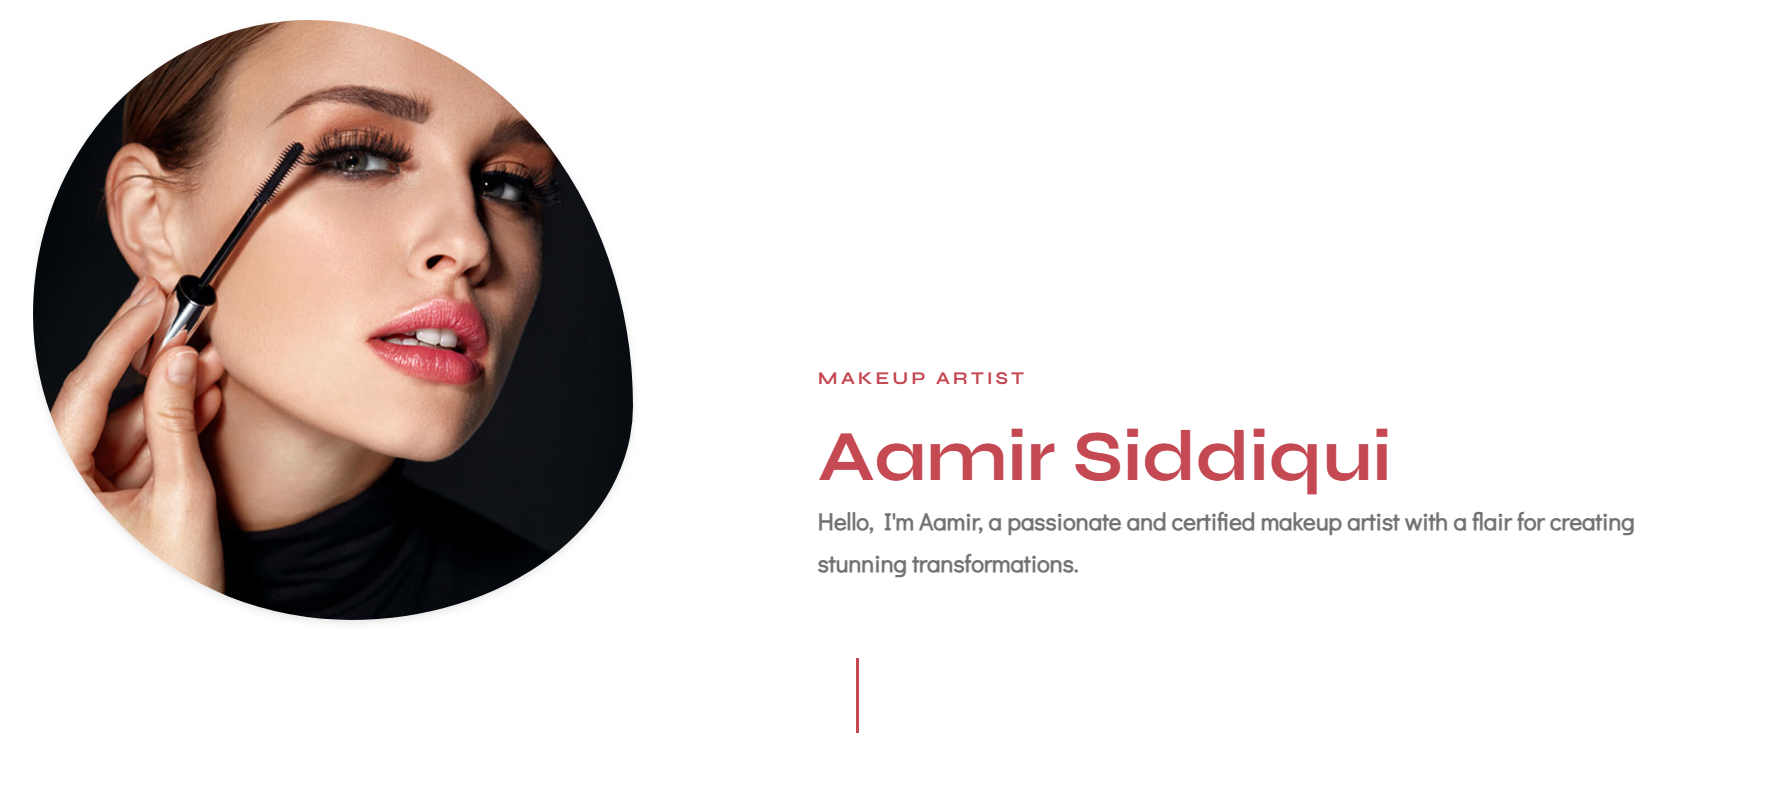 MAKEUP ARTIST
Aamir Siddiqui
Hello,  I'm Aamir, a passionate and certified makeup artist with a flair for creating
stunning transformations.